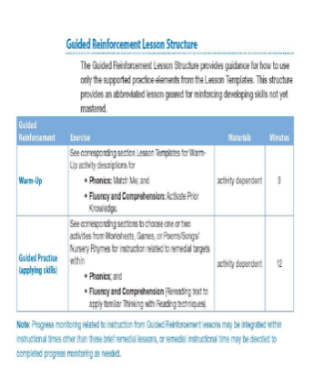 Guided Reinforcement Lesson Structure
The Guided Reinforcement Lesson Structure provides guidance for how to use
only the supported practice elements from the Lesson Templates. This structure
provides an abbreviated lesson geared for reinforcing developing skills not yet
mastered.
Guided
Reinforcement Exercise Materials Minutes
See corresponding section Lesson Templates for Warm-
Up activity descriptions for
Warm-Up • Phonics: Match Me; and activity dependent 3
• Fluency and Comprehension: Activate Prior
Knowledge.
See corresponding sections to choose one or two
activities from Worksheets, Games, or Poems/Songs/
Nursery Rhymes for instruction related to remedial targets
Guided Practice within activity dependent 12
(applying skills) • Phonics; and
• Fluency and Comprehension (Rereading text to
apply familiar Thinking with Reading techniques).
Note: Progress monitoring related to instruction from Guided Reinforcement lessons may be integrated within
instructional times other than these brief remedial lessons, or remedial instructional time may be devoted to
completed progress monitoring as needed.